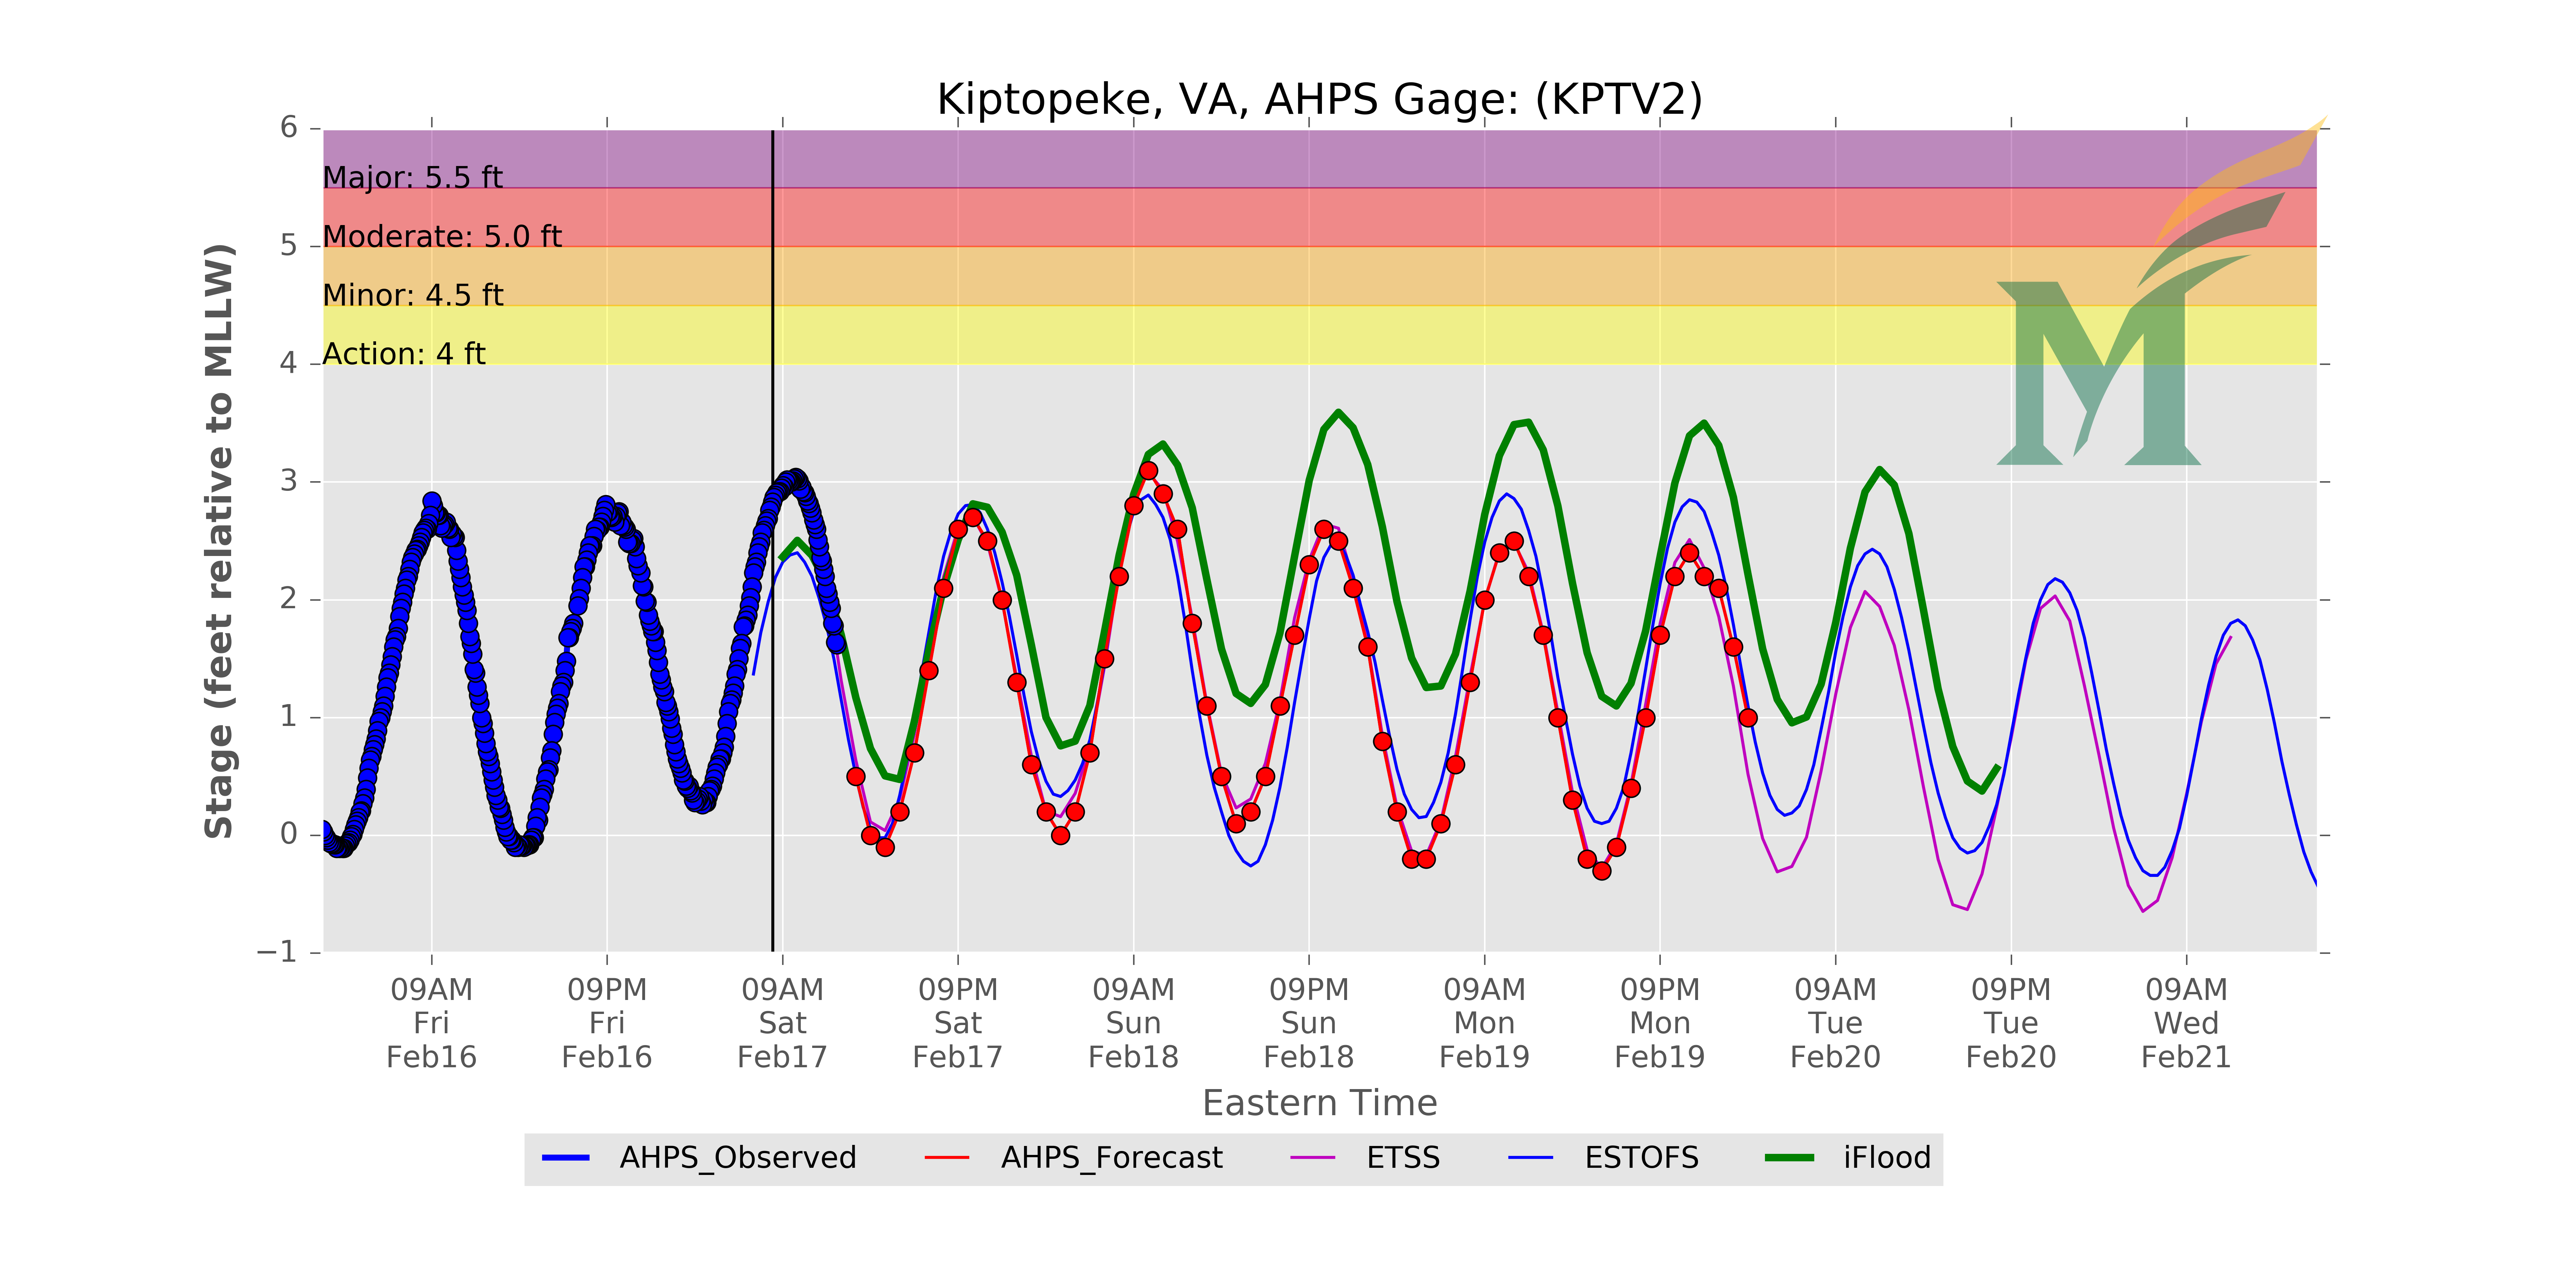 Kiptopeke, VA, AHPS Gage: (KPTV2)
Stage (feet relative to MLLW)
6
5
4
3
2
1
0
−1
Major: 5.5 ft
Moderate: 5.0 ft
Minor: 4.5 ft
Action: 4 ft
M
09AM 09PM 09AM 09PM 09AM 09PM 09AM 09PM 09AM 09PM 09AM
Fri Fri Sat Sat Sun Sun Mon Mon Tue Tue Wed
Feb16 Feb16 Feb17 Feb17 Feb18 Feb18 Feb19 Feb19 Feb20 Feb20 Feb21
Eastern Time
AHPS_Observed AHPS_Forecast ETSS ESTOFS iFlood